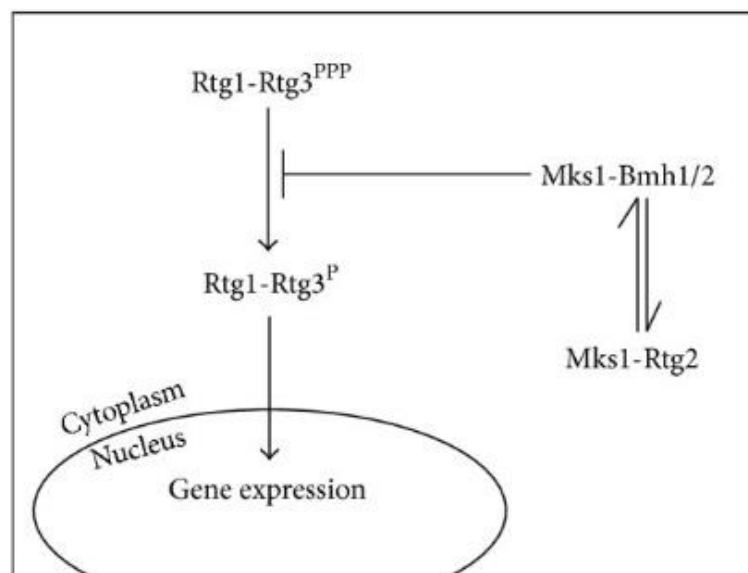 Rtg1-Rtg3PPP
Mks1-Bmh1/2
Rtg1-Rtg3P
Mks1-Rtg2
Cytoplasm
Nucleus
Gene expression